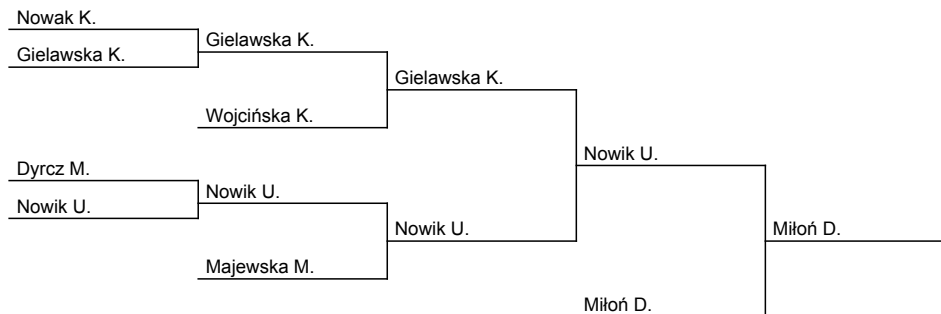 Nowak K.
Gielawska K.
Gielawska K.
Gielawska K.
Wojcińska K.
Nowik U.
Dyrcz M.
Nowik U.
Nowik U.
Nowik U.
Miłoń D.
Majewska M.
Miłoń D.